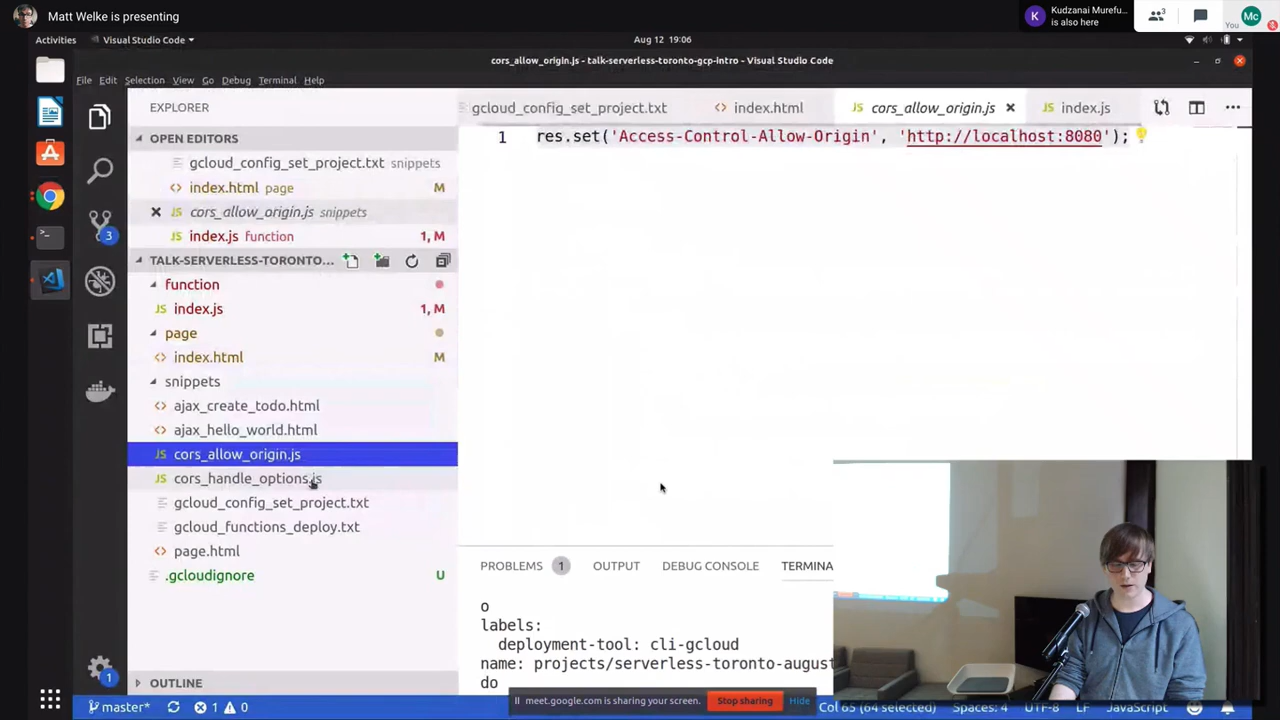 Matt Welke is presenting
K
Kudzanai Murefu...
is also here
3
Mc
You
Activities
Visual Studio Code
Aug 12 19:06
cors_allow_origin.js - talk-serverless-toronto-gcp-intro - Visual Studio Code
File Edit Selection View Go Debug Terminal Help
EXPLORER
gcloud_config_set_project.txt
index.html
cors_allow_origin.js
index.js
OPEN EDITORS
gcloud_config_set_project.txt snippets
index.html page M
cors_allow_origin.js snippets
index.js function 1, M
TALK-SERVERLESS-TORONTO...
function
index.js 1, M
page
index.html M
snippets
ajax_create_todo.html
ajax_hello_world.html
cors_allow_origin.js
cors_handle_options.js
gcloud_config_set_project.txt
gcloud_functions_deploy.txt
page.html
.gcloudignore U
OUTLINE
3
1
1 res.set('Access-Control-Allow-Origin', 'http://localhost:8080');
PROBLEMS 1 OUTPUT DEBUG CONSOLE TERMINA
o
labels:
deployment-tool: cli-gcloud
name: projects/serverless-toronto-august
do
meet.google.com is sharing your screen. Stop sharing Hide
master* 1 0
Col 65 (64 selected) Spaces: 4 UTF-8 LF JavaScript